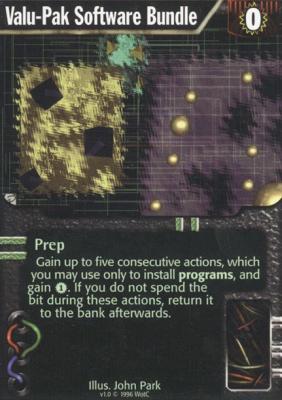 Valu-Pak Software Bundle
0
Prep
Gain up to five consecutive actions, which
you may use only to install programs, and
gain 1. If you do not spend the
bit during these actions, return it
to the bank afterwards.
Illus. John Park
v1.0 © 1996 WotC